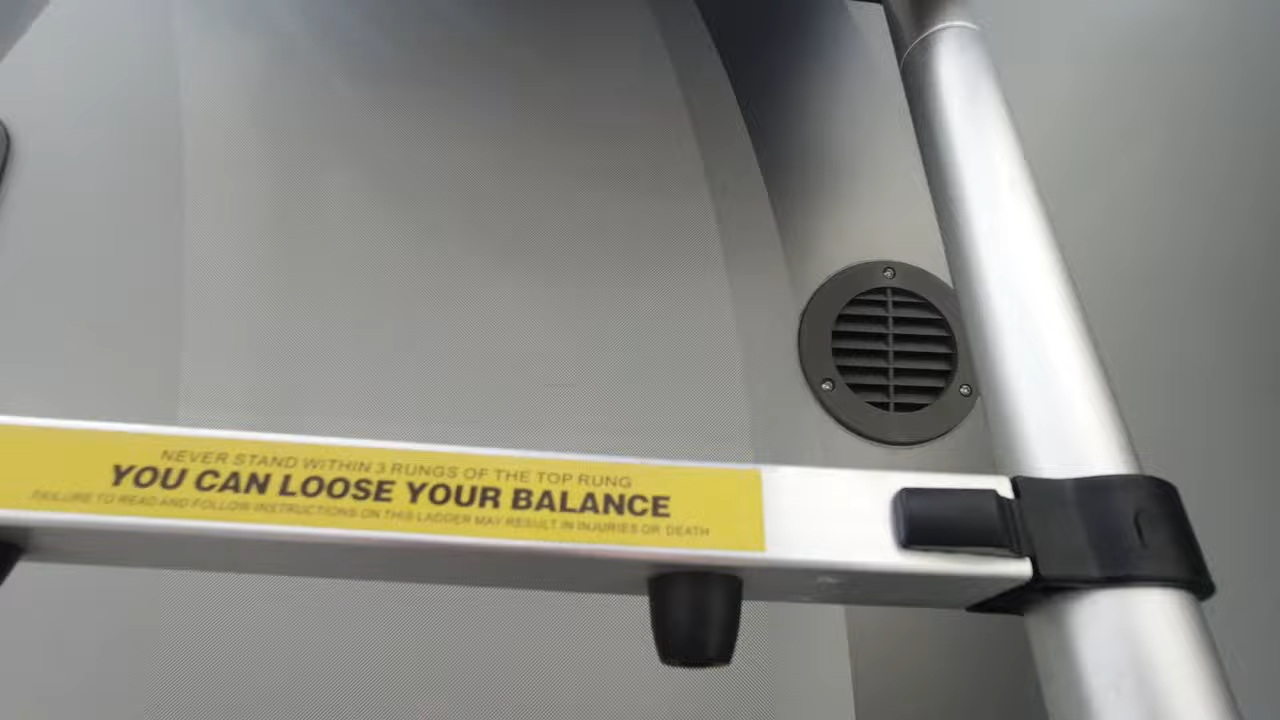 NEVER STAND WITHIN 3 RUNGS OF THE TOP RUNG
YOU CAN LOOSE YOUR BALANCE
FAILURE TO READ AND FOLLOW INSTRUCTIONS ON THIS LADDER MAY RESULT IN INJURIES OR DEATH